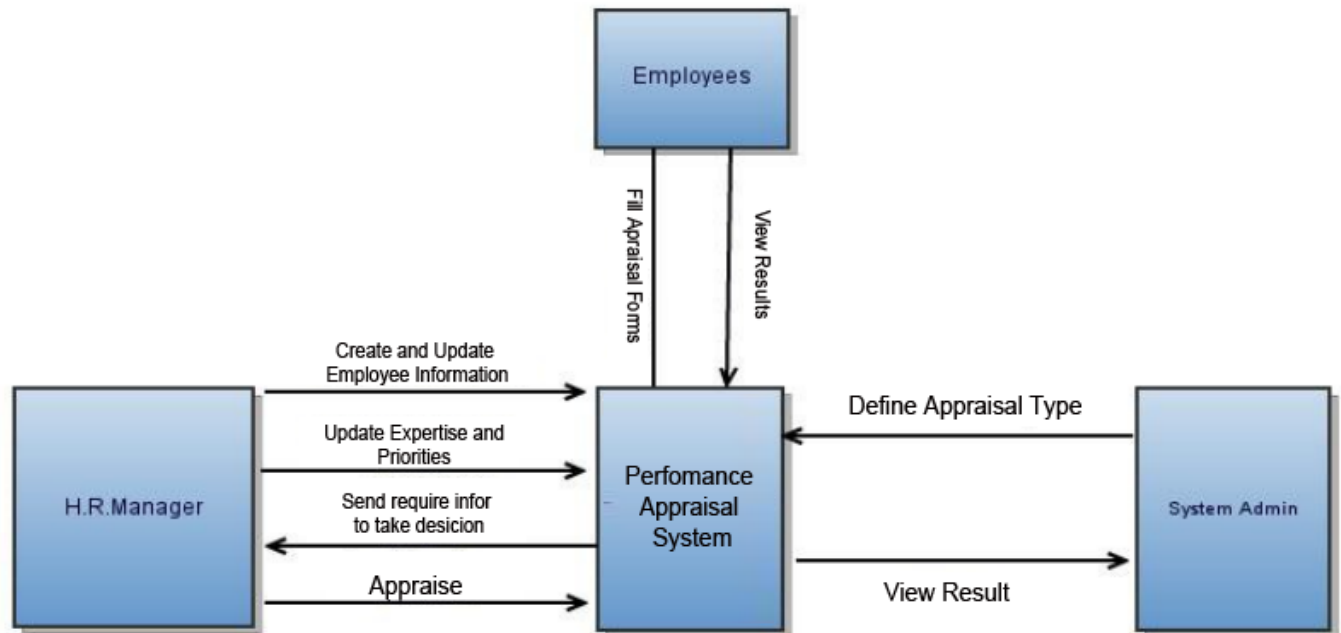 Employees
Fill Apraisal Forms
View Results
Create and Update
Employee Information
Update Expertise and
Priorities
Send require infor
to take desicion
Appraise
H.R.Manager
Perfomance
Appraisal
System
Define Appraisal Type
View Result
System Admin